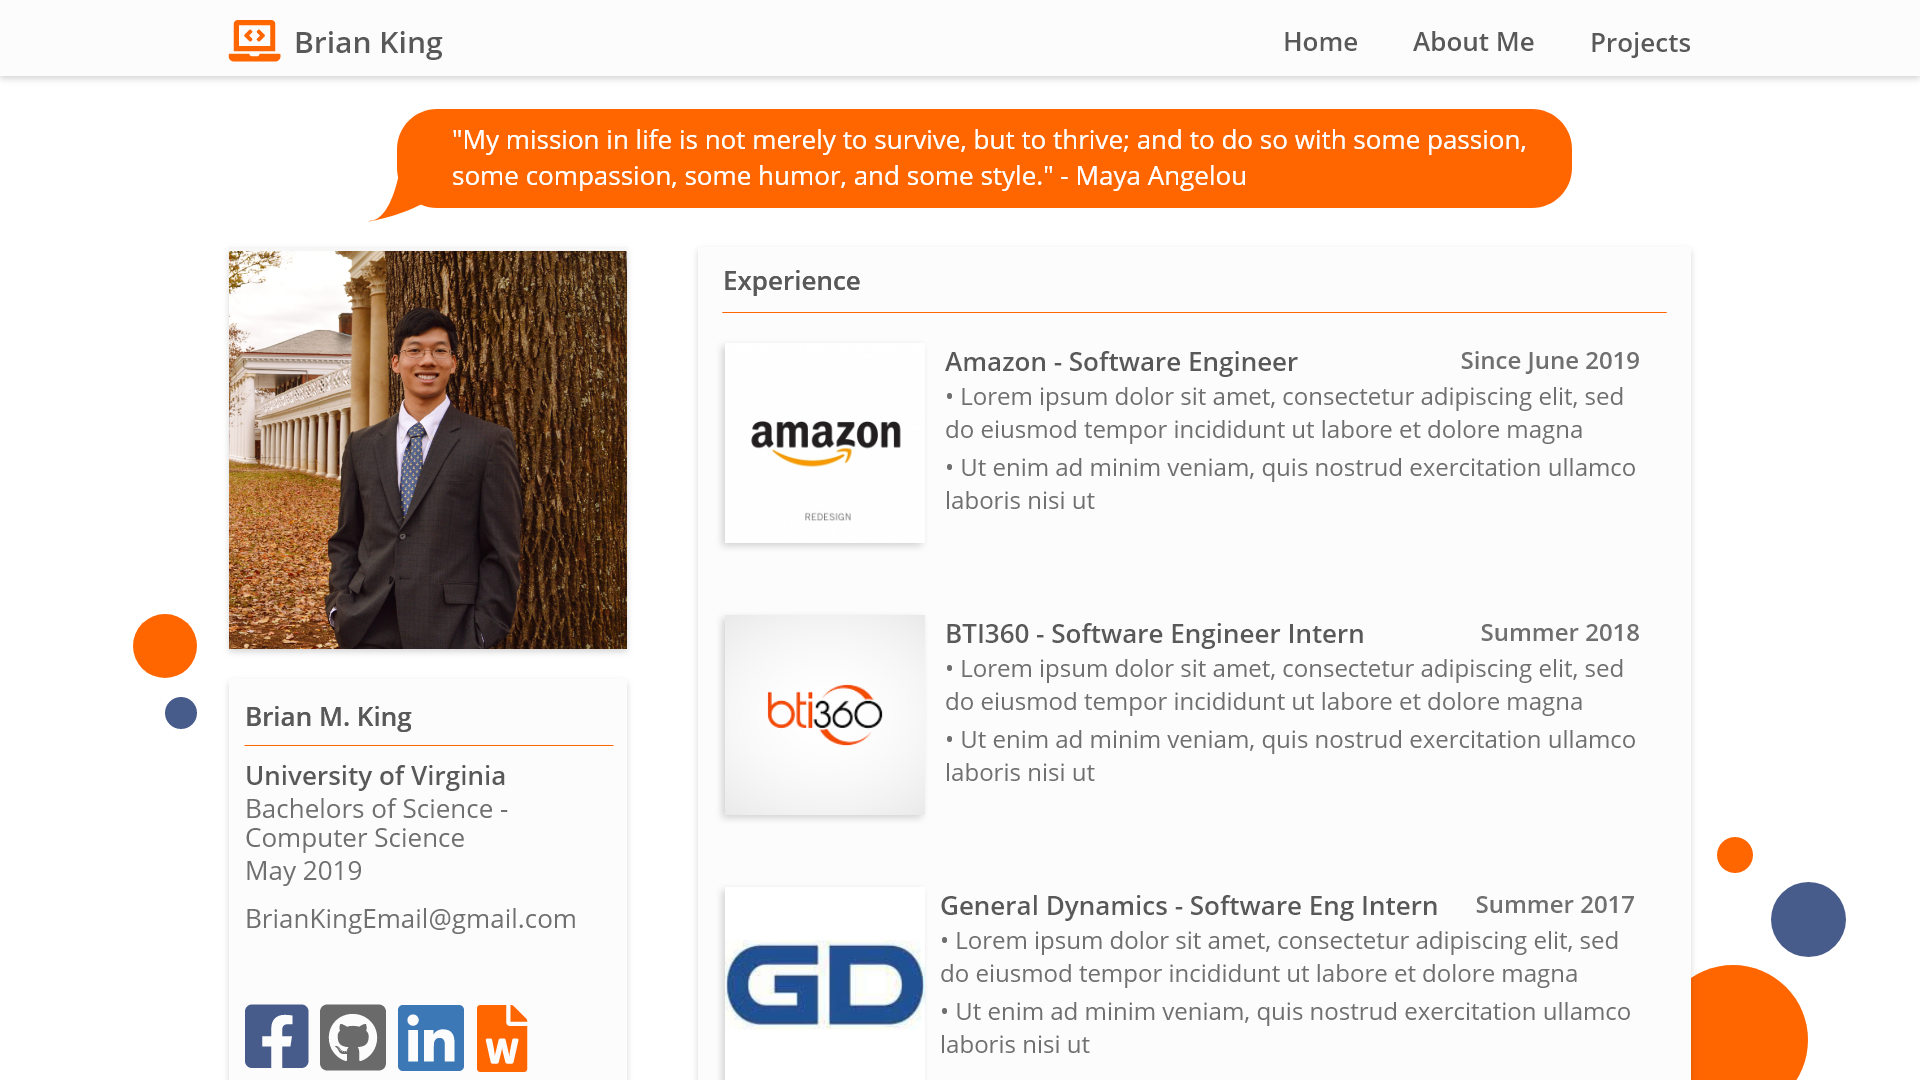 Brian King
Home
About Me
Projects
"My mission in life is not merely to survive, but to thrive; and to do so with some passion,
some compassion, some humor, and some style." - Maya Angelou
Brian M. King
University of Virginia
Bachelors of Science -
Computer Science
May 2019
BrianKingEmail@gmail.com
in
W
Experience
amazon
REDESIGN
Amazon - Software Engineer
Since June 2019
• Lorem ipsum dolor sit amet, consectetur adipiscing elit, sed
do eiusmod tempor incididunt ut labore et dolore magna
• Ut enim ad minim veniam, quis nostrud exercitation ullamco
laboris nisi ut
bti360
BTI360 - Software Engineer Intern
Summer 2018
• Lorem ipsum dolor sit amet, consectetur adipiscing elit, sed
do eiusmod tempor incididunt ut labore et dolore magna
• Ut enim ad minim veniam, quis nostrud exercitation ullamco
laboris nisi ut
GD
General Dynamics - Software Eng Intern
Summer 2017
• Lorem ipsum dolor sit amet, consectetur adipiscing elit, sed
do eiusmod tempor incididunt ut labore et dolore magna
• Ut enim ad minim veniam, quis nostrud exercitation ullamco
laboris nisi ut